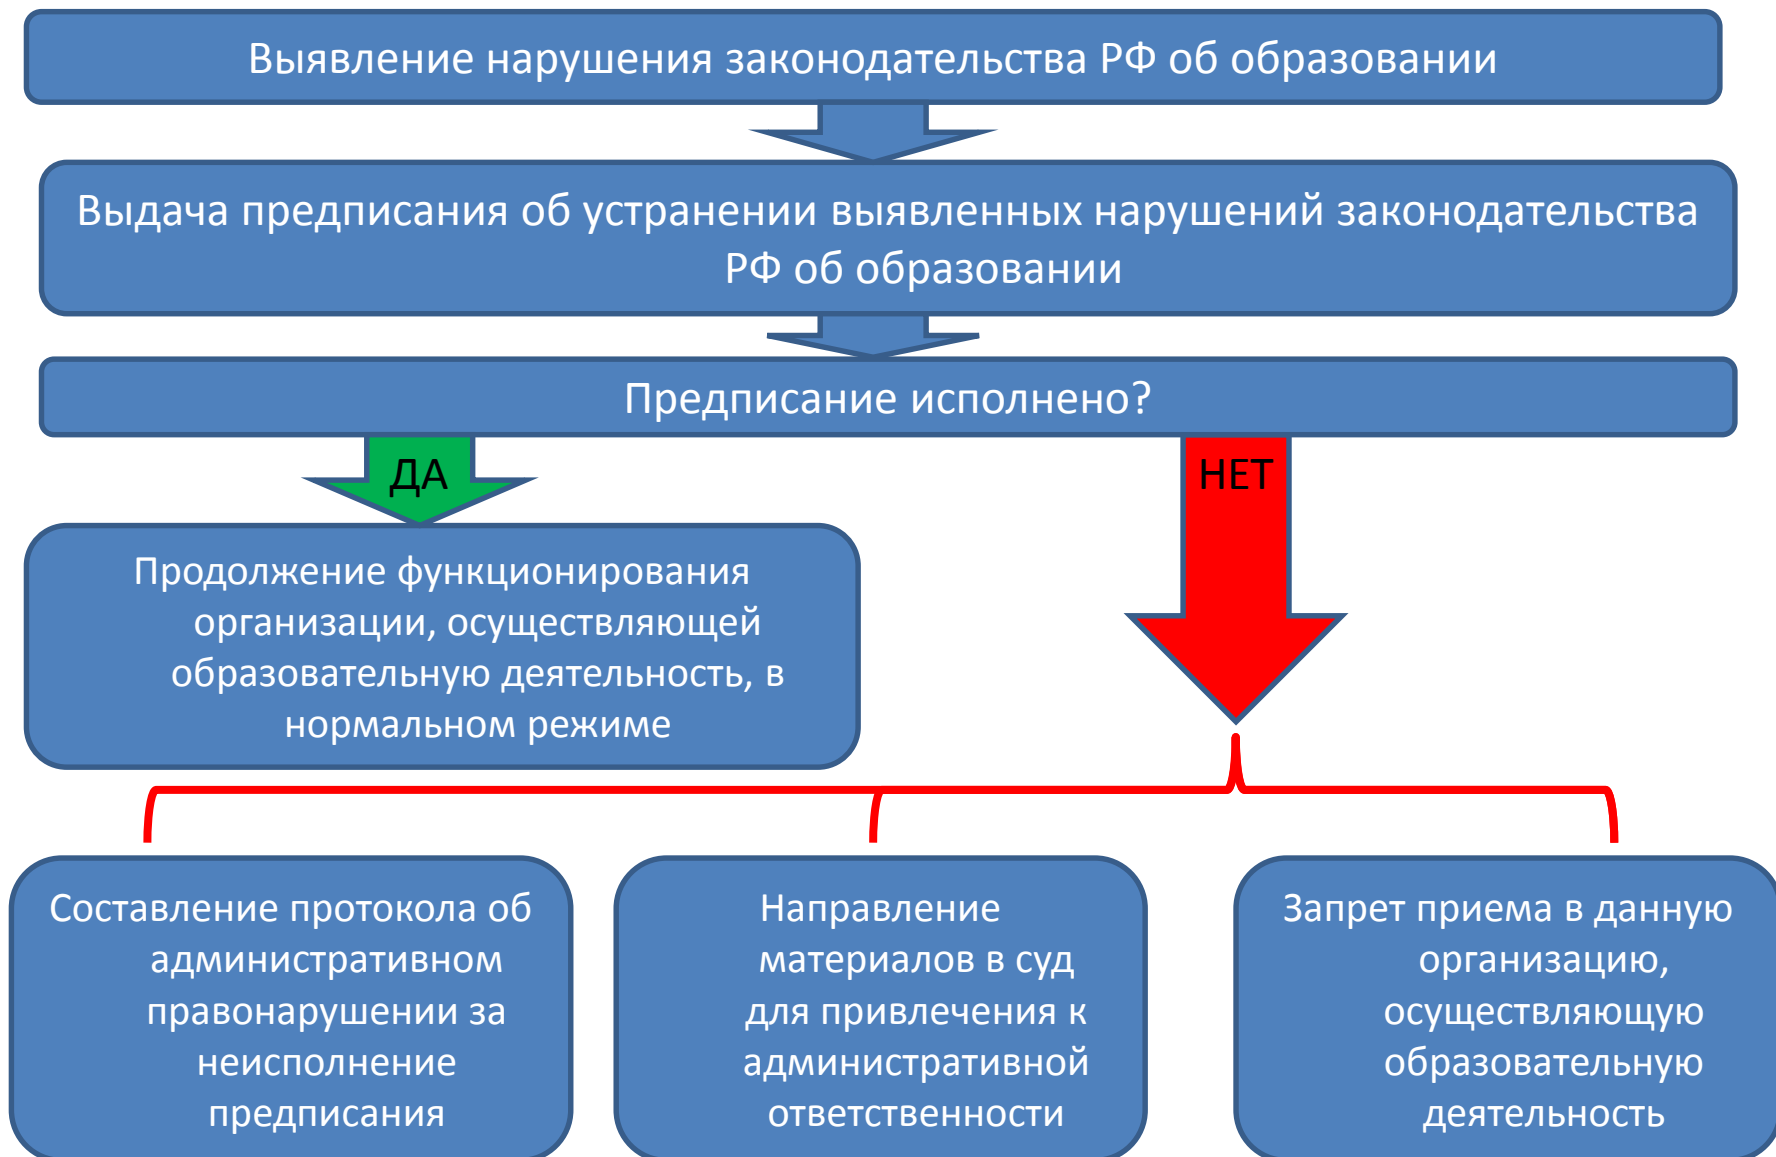 Выявление нарушения законодательства РФ об образовании
Выдача предписания об устранении выявленных нарушений законодательства
РФ об образовании
Предписание исполнено?
ДА
НЕТ
Продолжение функционирования
организации, осуществляющей
образовательную деятельность, в
нормальном режиме
Составление протокола об
административном
правонарушении за
неисполнение
предписания
Направление
материалов в суд
для привлечения к
административной
ответственности
Запрет приема в данную
организацию,
осуществляющую
образовательную
деятельность